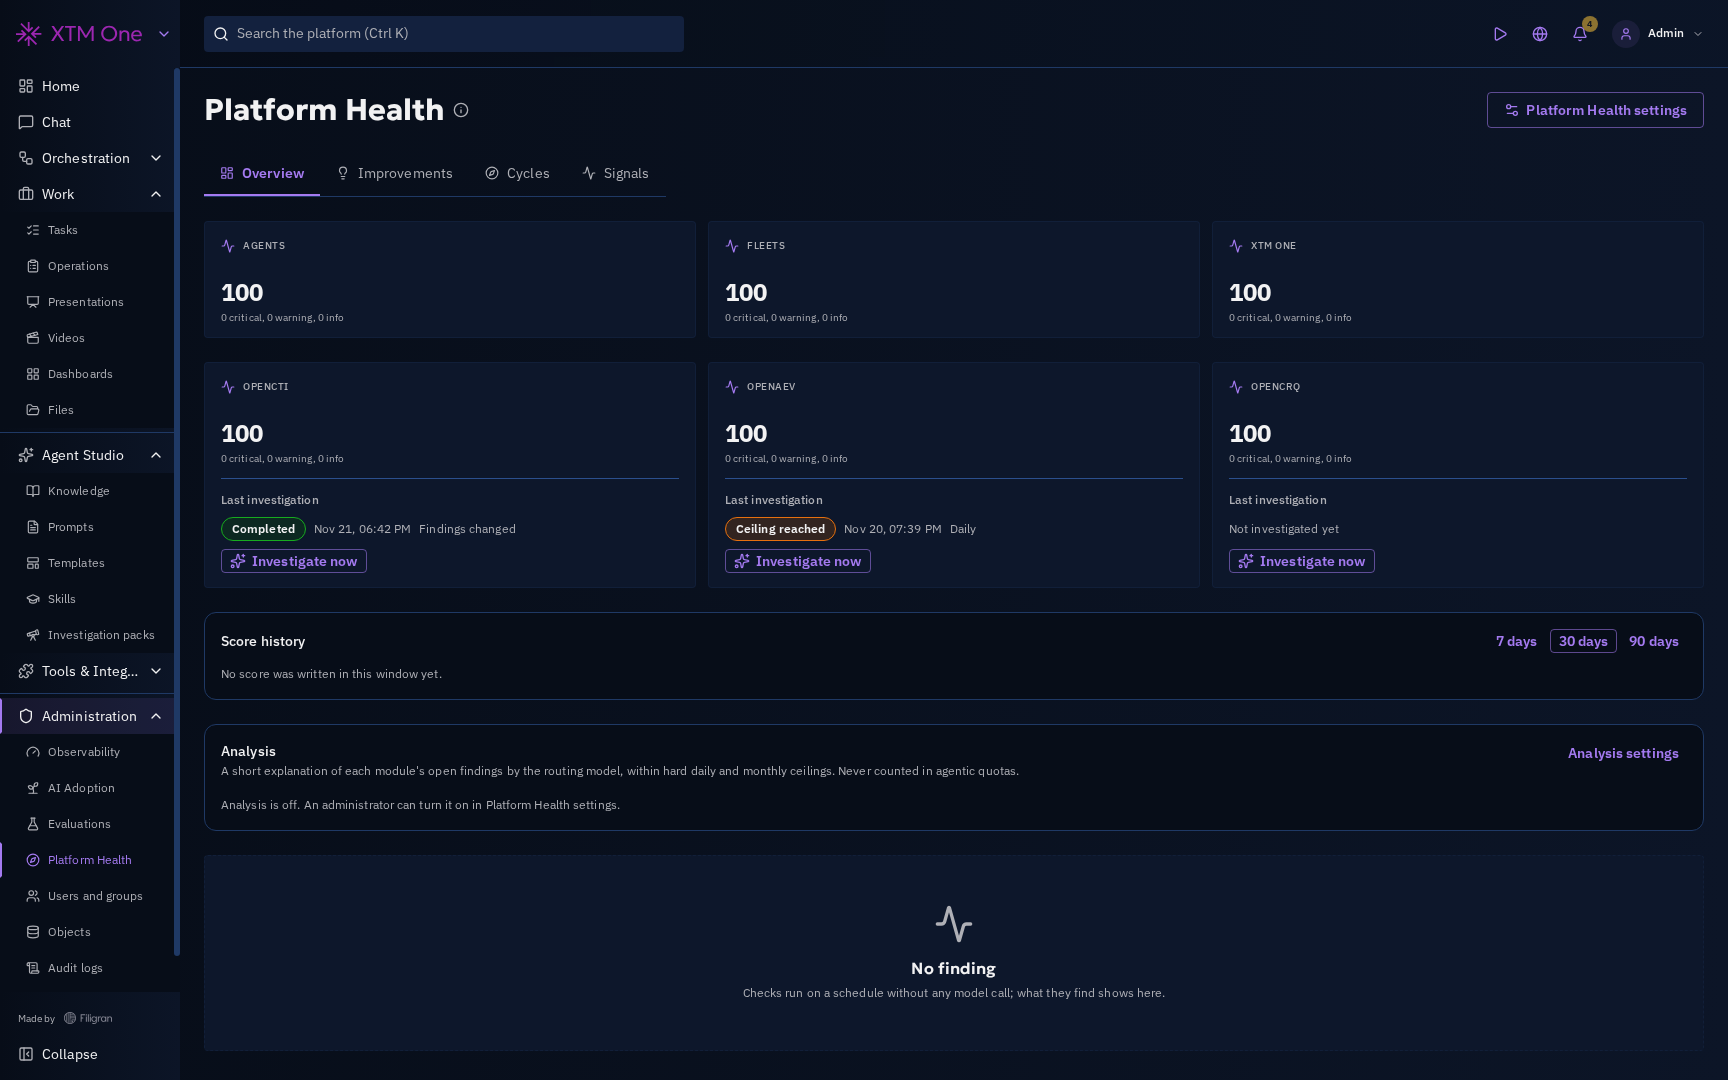 XTM One
Search the platform (Ctrl K)
4
Admin
Home
Chat
Orchestration
Work
Tasks
Operations
Presentations
Videos
Dashboards
Files
Agent Studio
Knowledge
Prompts
Templates
Skills
Investigation packs
Tools & Integ...
Administration
Observability
AI Adoption
Evaluations
Platform Health
Users and groups
Objects
Audit logs
Made by Filigran
Collapse
Platform Health
Platform Health settings
Overview Improvements Cycles Signals
AGENTS
100
0 critical, 0 warning, 0 info
FLEETS
100
0 critical, 0 warning, 0 info
XTM ONE
100
0 critical, 0 warning, 0 info
OPENCTI
100
0 critical, 0 warning, 0 info
Last investigation
Completed Nov 21, 06:42 PM Findings changed
Investigate now
OPENAEV
100
0 critical, 0 warning, 0 info
Last investigation
Ceiling reached Nov 20, 07:39 PM Daily
Investigate now
OPENCRQ
100
0 critical, 0 warning, 0 info
Last investigation
Not investigated yet
Investigate now
Score history
7 days 30 days 90 days
No score was written in this window yet.
Analysis
Analysis settings
A short explanation of each module's open findings by the routing model, within hard daily and monthly ceilings. Never counted in agentic quotas.
Analysis is off. An administrator can turn it on in Platform Health settings.
No finding
Checks run on a schedule without any model call; what they find shows here.